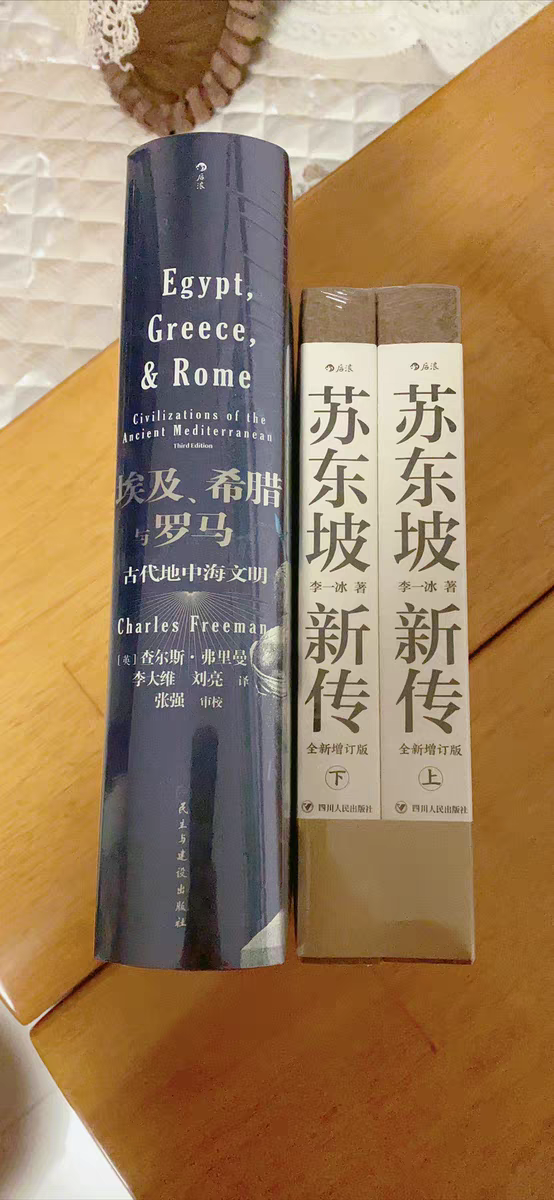 后浪
Egypt,
Greece,
& Rome
Civilizations of the
Ancient Mediterranean
Third Edition
埃及、希腊
与罗马
古代地中海文明
Charles Freeman
[英]查尔斯·弗里曼
李大维 刘亮 译
张强 审校
民主与建设出版社
后浪
苏东坡
李一冰 著
新传
全新增订版
下
四川人民出版社
后浪
苏东坡
李一冰 著
新传
全新增订版
上
四川人民出版社